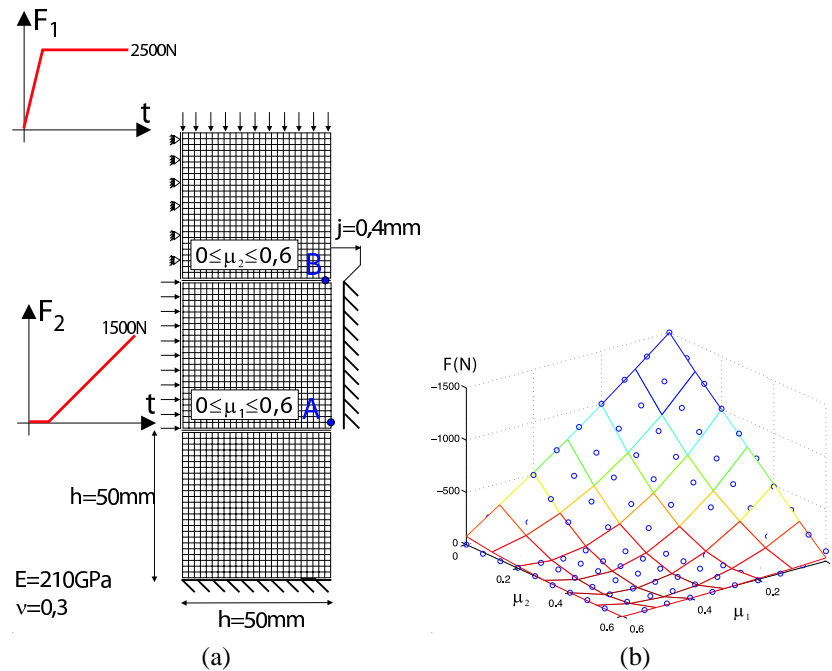 F1
2500N
t
j=0,4mm
0≤μ2≤0,6
B
F2
1500N
t
0≤μ1≤0,6
A
h=50mm
E=210GPa
ν=0,3
h=50mm
(a)
F(N)
−1500
−1000
−500
0
0
0.2
0.4
0.6
μ2
0.6
0.4
0.2
μ1
(b)